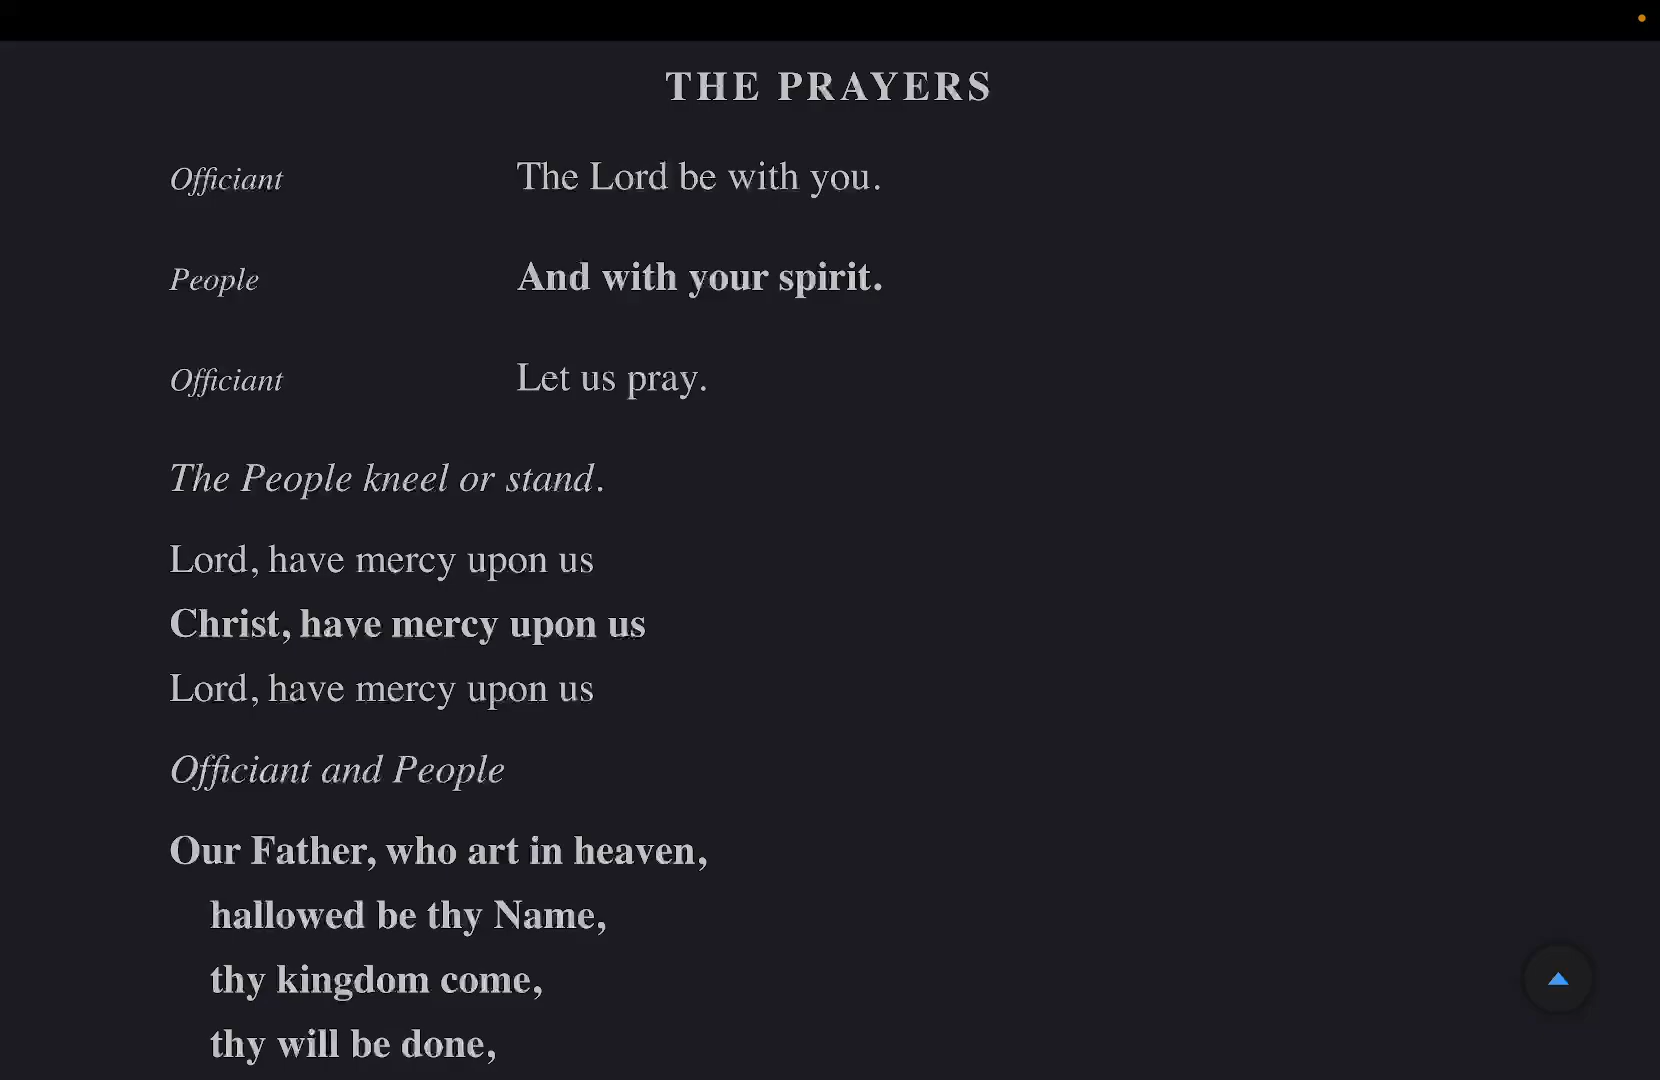 THE PRAYERS
Officiant The Lord be with you.
People And with your spirit.
Officiant Let us pray.
The People kneel or stand.
Lord, have mercy upon us
Christ, have mercy upon us
Lord, have mercy upon us
Officiant and People
Our Father, who art in heaven,
hallowed be thy Name,
thy kingdom come,
thy will be done,